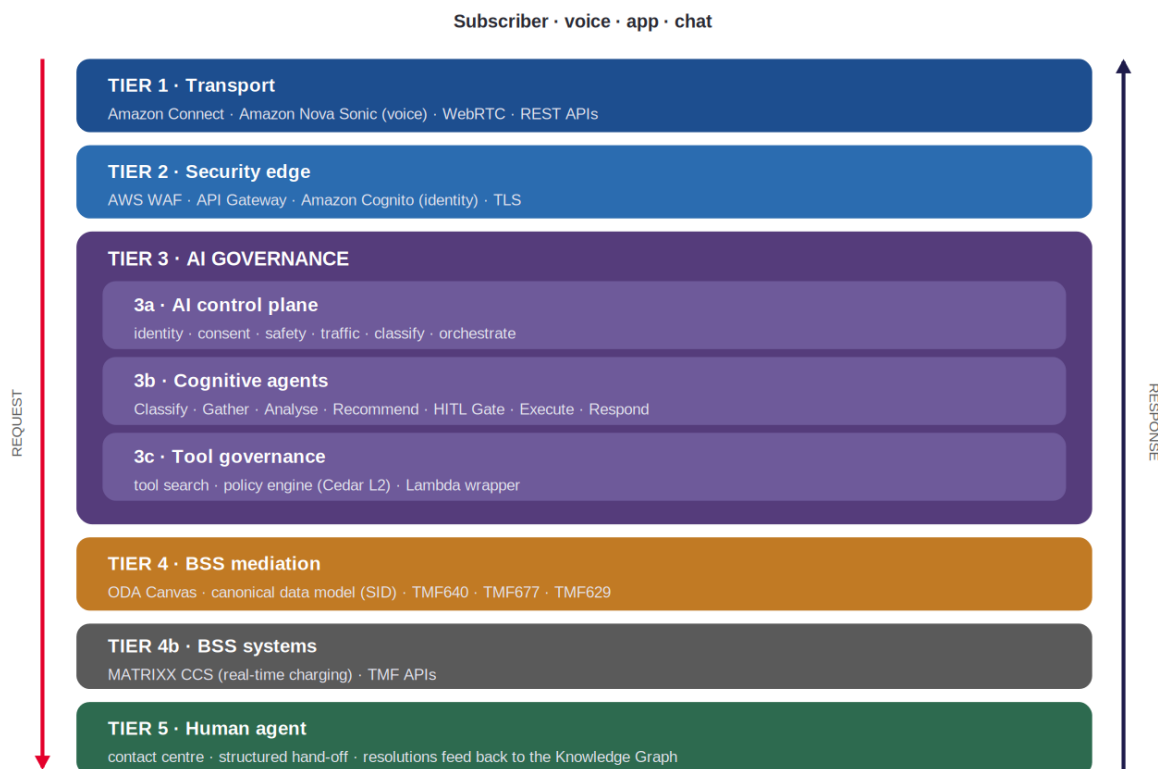 Subscriber · voice · app · chat
TIER 1 · Transport
Amazon Connect · Amazon Nova Sonic (voice) · WebRTC · REST APIs
TIER 2 · Security edge
AWS WAF · API Gateway · Amazon Cognito (identity) · TLS
TIER 3 · AI GOVERNANCE
3a · AI control plane
identity · consent · safety · traffic · classify · orchestrate
3b · Cognitive agents
Classify · Gather · Analyse · Recommend · HITL Gate · Execute · Respond
3c · Tool governance
tool search · policy engine (Cedar L2) · Lambda wrapper
TIER 4 · BSS mediation
ODA Canvas · canonical data model (SID) · TMF640 · TMF677 · TMF629
TIER 4b · BSS systems
MATRIXX CCS (real-time charging) · TMF APIs
TIER 5 · Human agent
contact centre · structured hand-off · resolutions feed back to the Knowledge Graph
REQUEST
RESPONSE